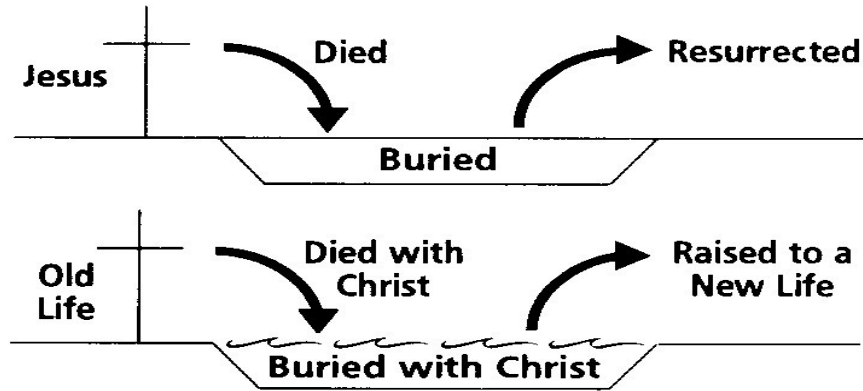 Jesus
Died
Resurrected
Buried
Old
Life
Died with
Christ
Raised to a
New Life
Buried with Christ